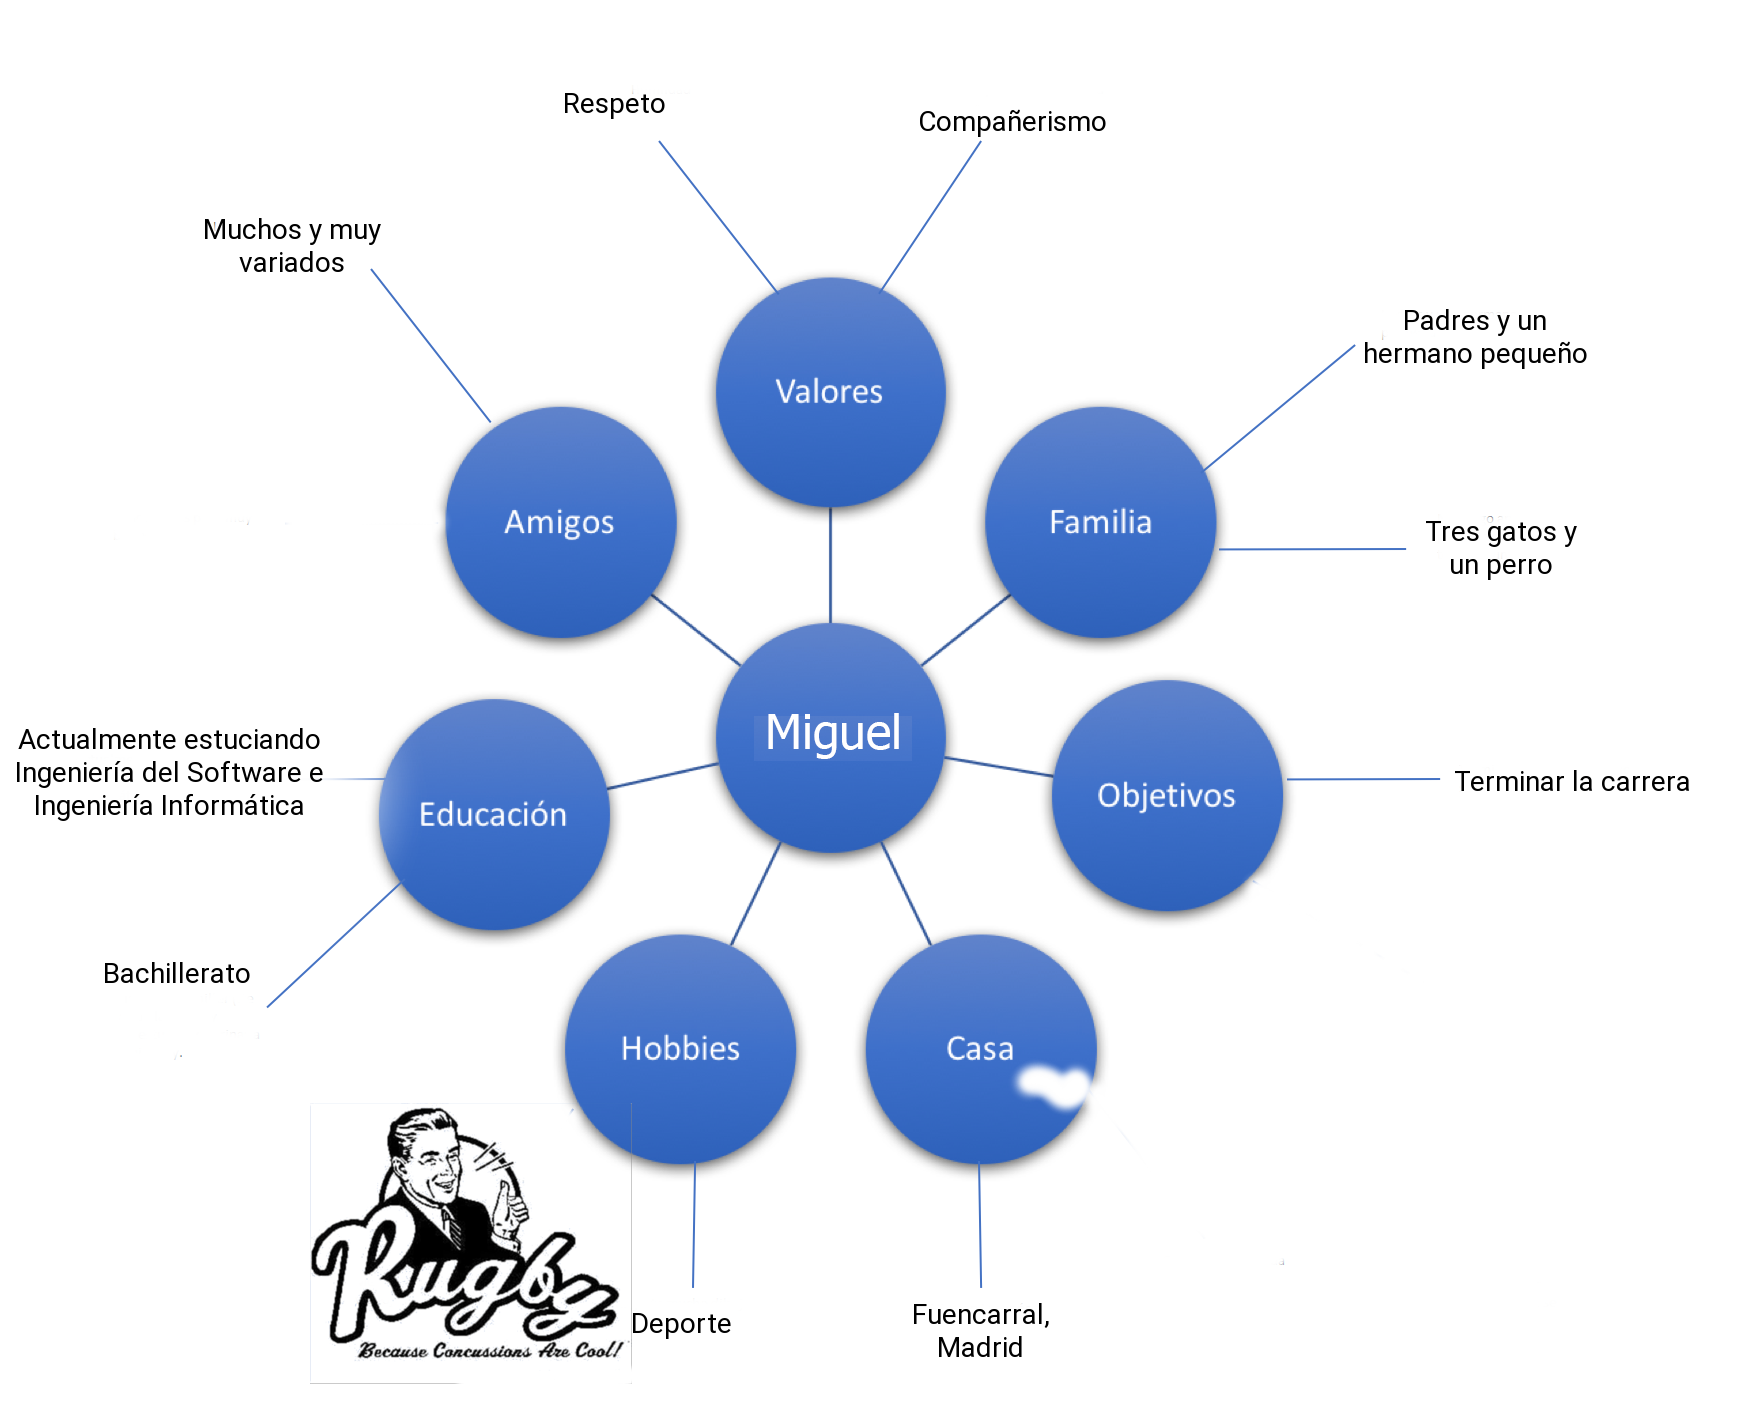 Respeto
Compañerismo
Muchos y muy
variados
Padres y un
hermano pequeño
Valores
Amigos
Familia
Tres gatos y
un perro
Miguel
Actualmente estuciando
Ingeniería del Software e
Ingeniería Informática
Educación
Objetivos
Terminar la carrera
Bachillerato
Hobbies
Casa
Rugby
Because Concussions Are Cool!
Deporte
Fuencarral,
Madrid